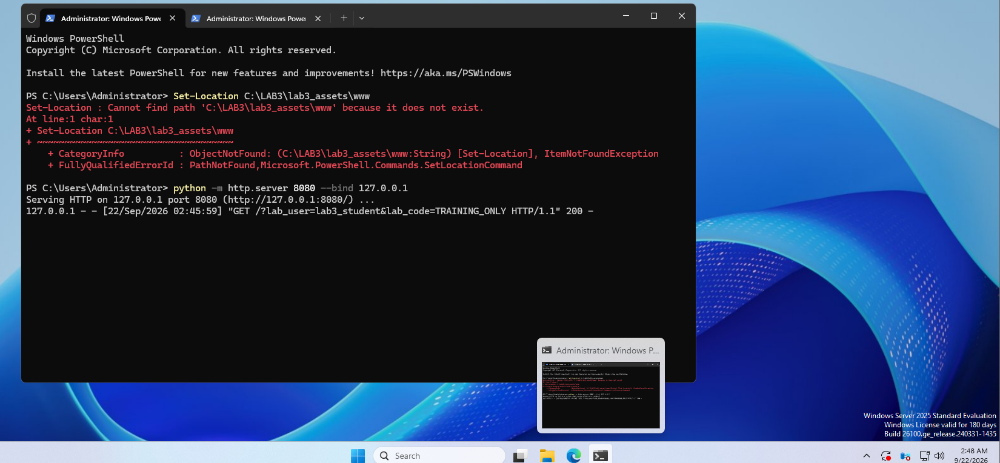 Administrator: Windows Powe
Administrator: Windows Power
Windows PowerShell
Copyright (C) Microsoft Corporation. All rights reserved.
Install the latest PowerShell for new features and improvements! https://aka.ms/PSWindows
PS C:\Users\Administrator> Set-Location C:\LAB3\lab3_assets\www
Set-Location : Cannot find path 'C:\LAB3\lab3_assets\www' because it does not exist.
At line:1 char:1
+ Set-Location C:\LAB3\lab3_assets\www
+ ~~~~~~~~~~~~~~~~~~~~~~~~~~~~~~~~~~~~
+ CategoryInfo          : ObjectNotFound: (C:\LAB3\lab3_assets\www:String) [Set-Location], ItemNotFoundException
+ FullyQualifiedErrorId : PathNotFound,Microsoft.PowerShell.Commands.SetLocationCommand
PS C:\Users\Administrator> python -m http.server 8080 --bind 127.0.0.1
Serving HTTP on 127.0.0.1 port 8080 (http://127.0.0.1:8080/) ...
127.0.0.1 - - [22/Sep/2026 02:45:59] "GET /?lab_user=lab3_student&lab_code=TRAINING_ONLY HTTP/1.1" 200 -
Administrator: Windows P...
Windows Server 2025 Standard Evaluation
Windows License valid for 180 days
Build 26100.ge_release.240331-1435
Search
2:48 AM
9/22/2026